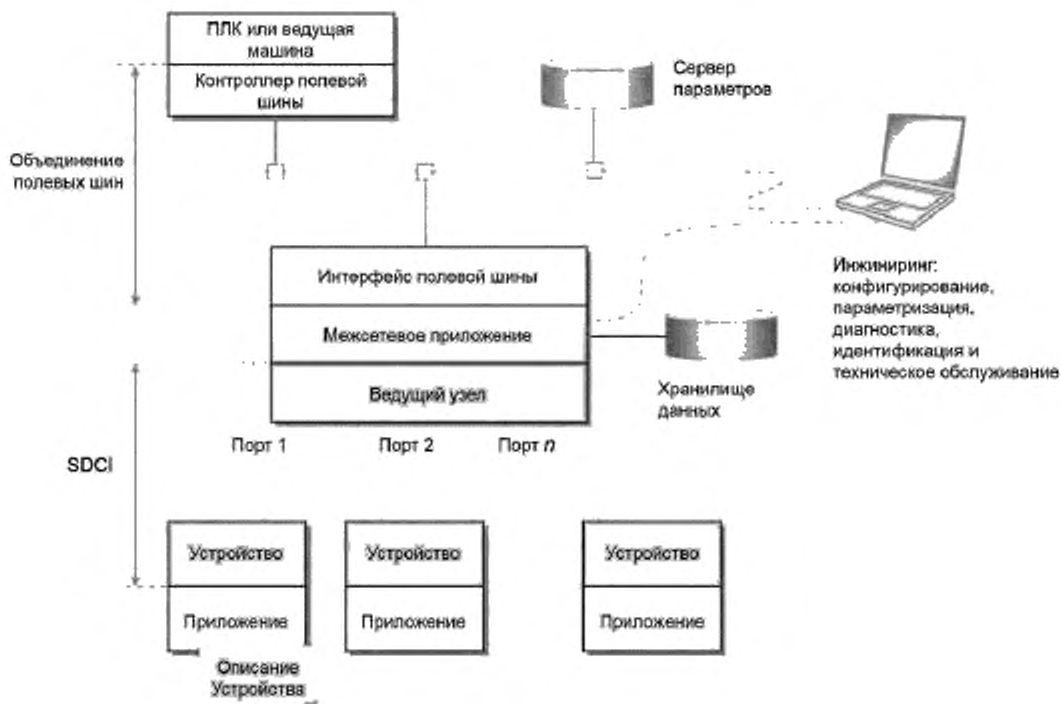 ПЛК или ведущая
машина
Контроллер полевой
шины
Сервер
параметров
Объединение
полевых шин
Интерфейс полевой шины
Межсетевое приложение
Ведущий узел
Инжиниринг:
конфигурирование,
параметризация,
диагностика,
идентификация и
техническое обслуживание
Хранилище
данных
Порт 1
Порт 2
Порт n
SDCI
Устройство
Приложение
Устройство
Приложение
Устройство
Приложение
Описание
Устройства